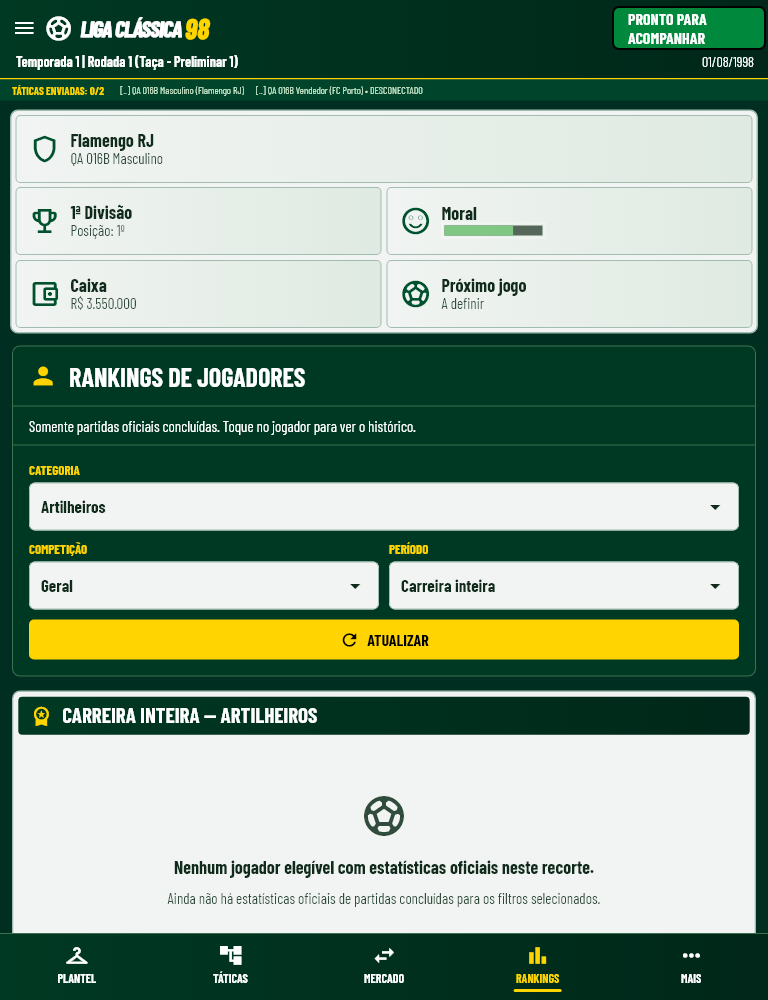 LIGA CLÁSSICA 98
PRONTO PARA
ACOMPANHAR
Temporada 1 | Rodada 1 (Taça - Preliminar 1)
01/08/1998
TÁTICAS ENVIADAS: 0/2
[..] QA 016B Masculino (Flamengo RJ)
[..] QA 016B Vendedor (FC Porto) • DESCONECTADO
Flamengo RJ
QA 016B Masculino
1ª Divisão
Posição: 1º
Moral
Caixa
R$ 3.550.000
Próximo jogo
A definir
RANKINGS DE JOGADORES
Somente partidas oficiais concluídas. Toque no jogador para ver o histórico.
CATEGORIA
Artilheiros
COMPETIÇÃO
PERÍODO
Geral
Carreira inteira
ATUALIZAR
CARREIRA INTEIRA — ARTILHEIROS
Nenhum jogador elegível com estatísticas oficiais neste recorte.
Ainda não há estatísticas oficiais de partidas concluídas para os filtros selecionados.
PLANTEL
TÁTICAS
MERCADO
RANKINGS
MAIS